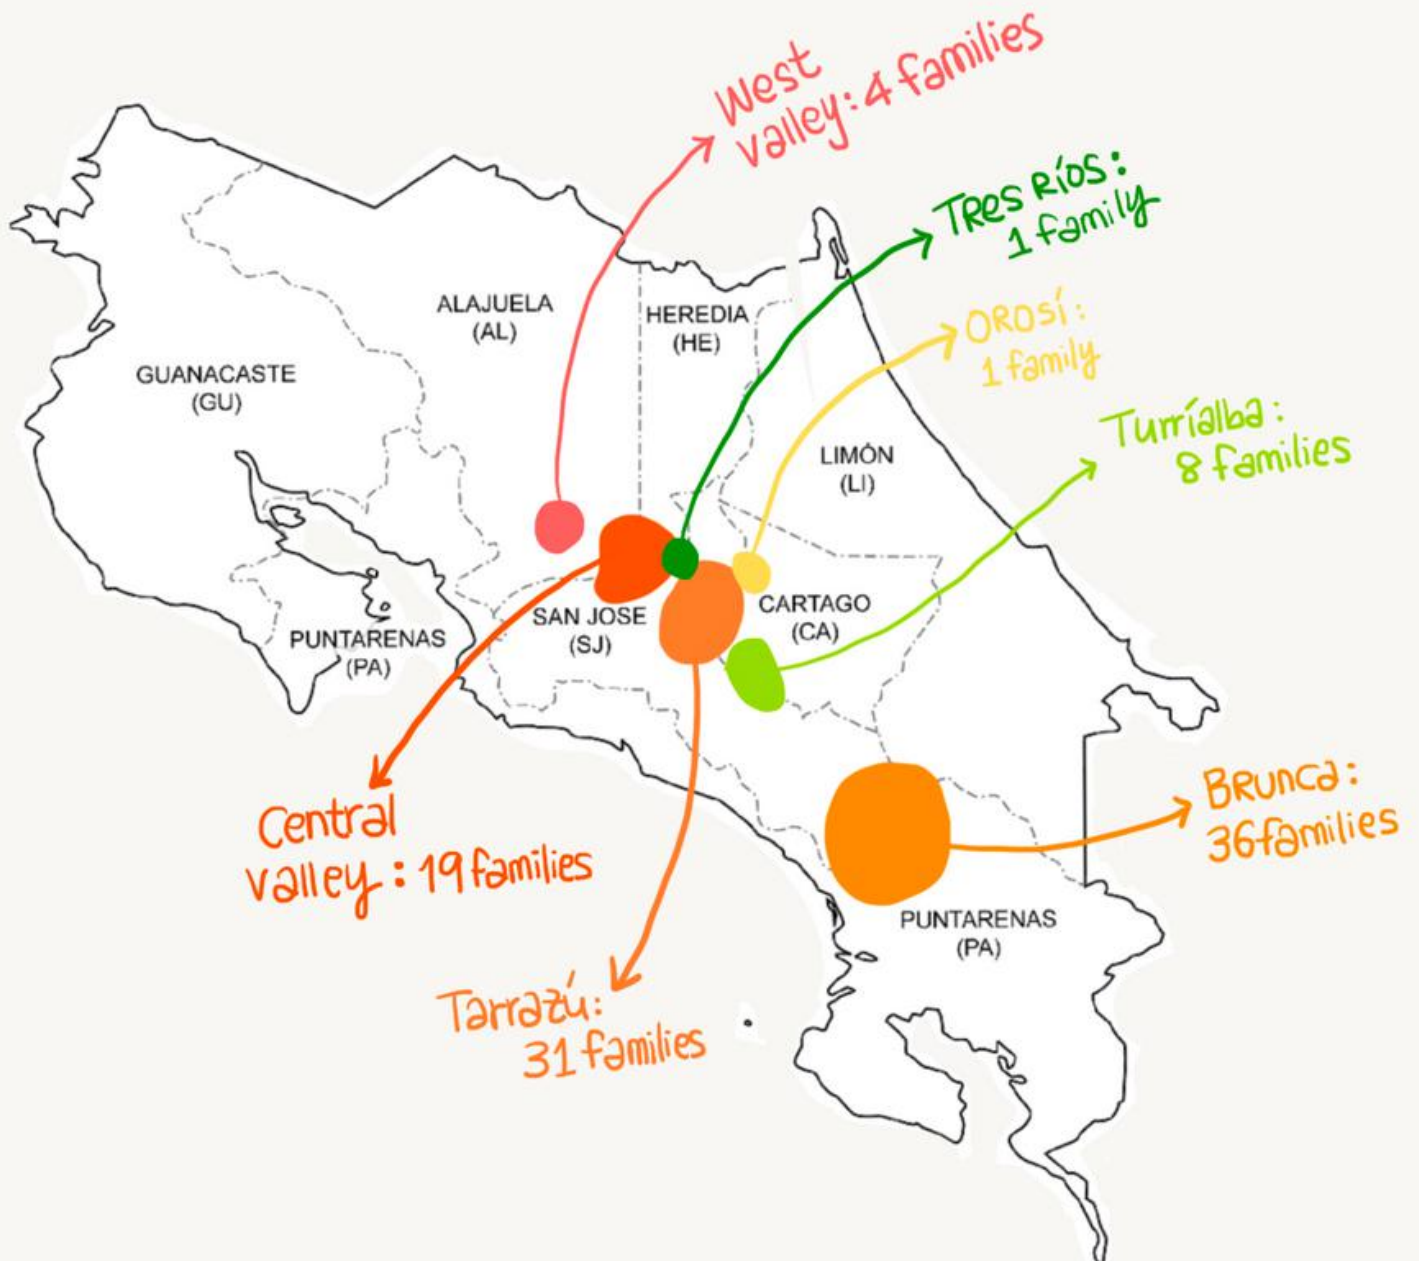 West
valley: 4 families
Tres Ríos:
1 family
Orosí:
1 family
Turríalba:
8 families
ALAJUELA
(AL)
HEREDIA
(HE)
GUANACASTE
(GU)
LIMÓN
(LI)
SAN JOSE
(SJ)
CARTAGO
(CA)
PUNTARENAS
(PA)
Central
valley: 19 families
Brunca:
36 families
PUNTARENAS
(PA)
Tarrazú:
31 families